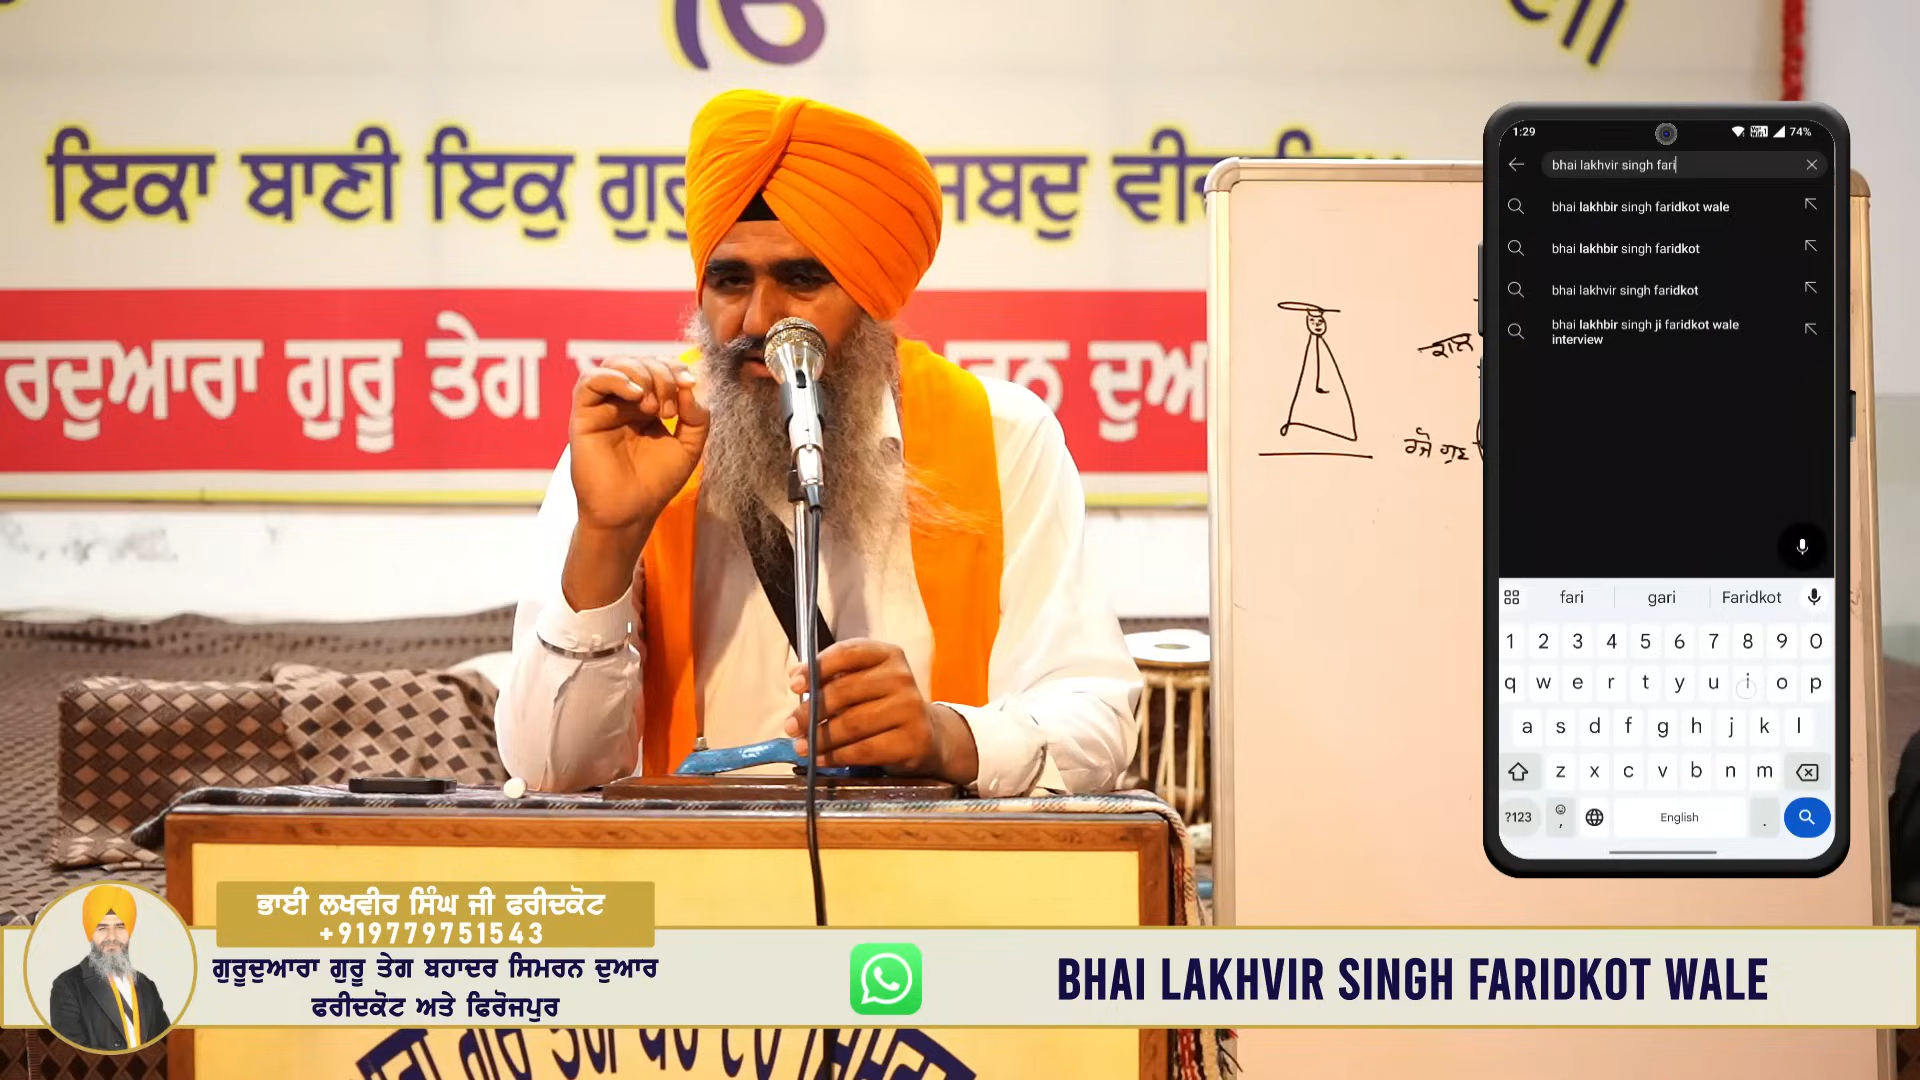 ਇਕਾ ਬਾਣੀ ਇਕੁ ਗੁਰੁ ਸਬਦੁ
ਗੁਰੂ ਤੇਗ
ਰਜੋ ਗੁਣ
1:29
74%
bhai lakhvir singh fari
bhai lakhbir singh faridkot wale
bhai lakhbir singh faridkot
bhai lakhvir singh faridkot
bhai lakhbir singh ji faridkot wale
interview
fari gari Faridkot
1 2 3 4 5 6 7 8 9 0
q w e r t y u i o p
a s d f g h j k l
z x c v b n m
?123 , English .
ਭਾਈ ਲਖਵੀਰ ਸਿੰਘ ਜੀ ਫਰੀਦਕੋਟ
+919779751543
ਗੁਰੂਦੁਆਰਾ ਗੁਰੂ ਤੇਗ ਬਹਾਦਰ ਸਿਮਰਨ ਦੁਆਰ
ਫਰੀਦਕੋਟ ਅਤੇ ਫਿਰੋਜਪੁਰ
BHAI LAKHVIR SINGH FARIDKOT WALE